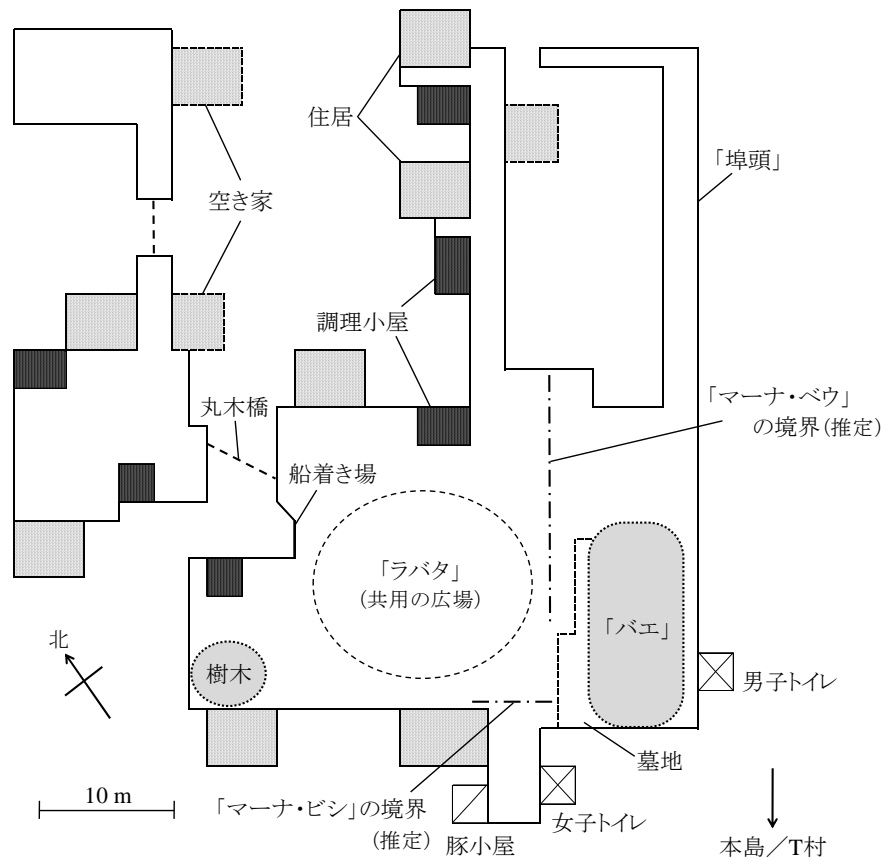 住居
「埠頭」
空き家
調理小屋
「マーナ・ベウ」
の境界(推定)
丸木橋
船着き場
「ラバタ」
(共用の広場)
「バエ」
北
樹木
男子トイレ
墓地
10 m
「マーナ・ビシ」の境界
(推定)
豚小屋
女子トイレ
本島／T村